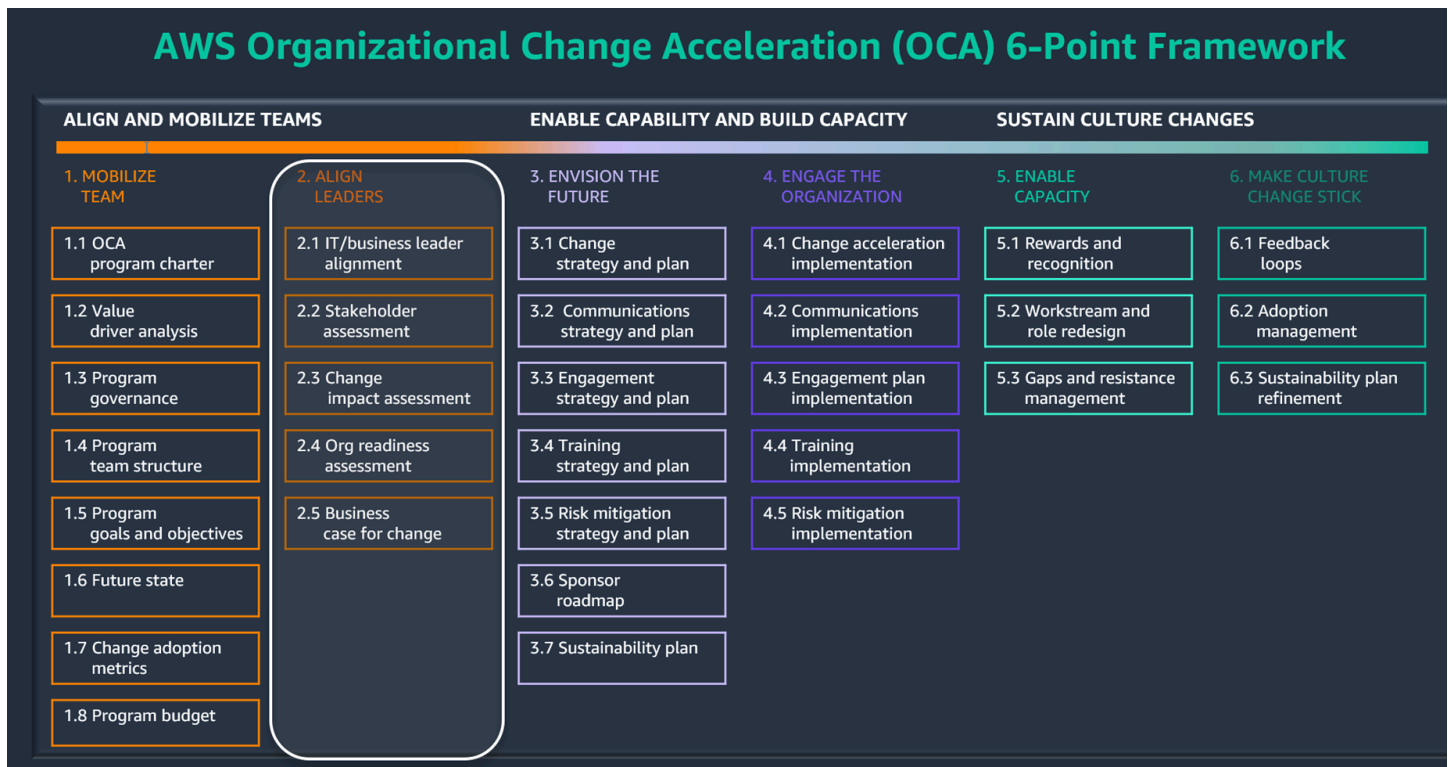 AWS Organizational Change Acceleration (OCA) 6-Point Framework
ALIGN AND MOBILIZE TEAMS
ENABLE CAPABILITY AND BUILD CAPACITY
SUSTAIN CULTURE CHANGES
1. MOBILIZE
TEAM
1.1 OCA
program charter
1.2 Value
driver analysis
1.3 Program
governance
1.4 Program
team structure
1.5 Program
goals and objectives
1.6 Future state
1.7 Change adoption
metrics
1.8 Program budget
2. ALIGN
LEADERS
2.1 IT/business leader
alignment
2.2 Stakeholder
assessment
2.3 Change
impact assessment
2.4 Org readiness
assessment
2.5 Business
case for change
3. ENVISION THE
FUTURE
3.1 Change
strategy and plan
3.2 Communications
strategy and plan
3.3 Engagement
strategy and plan
3.4 Training
strategy and plan
3.5 Risk mitigation
strategy and plan
3.6 Sponsor
roadmap
3.7 Sustainability plan
4. ENGAGE THE
ORGANIZATION
4.1 Change acceleration
implementation
4.2 Communications
implementation
4.3 Engagement plan
implementation
4.4 Training
implementation
4.5 Risk mitigation
implementation
5. ENABLE
CAPACITY
5.1 Rewards and
recognition
5.2 Workstream and
role redesign
5.3 Gaps and resistance
management
6. MAKE CULTURE
CHANGE STICK
6.1 Feedback
loops
6.2 Adoption
management
6.3 Sustainability plan
refinement